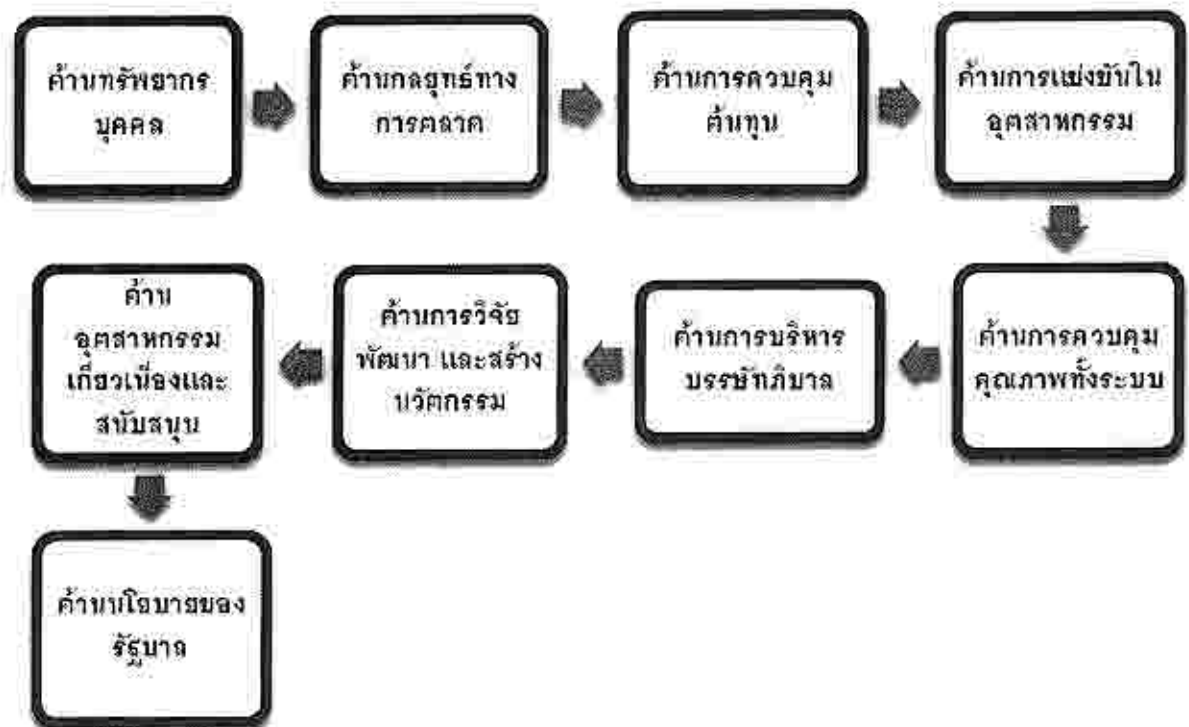 ด้านทรัพยากร
บุคคล
ด้านกลยุทธ์ทาง
การตลาด
ด้านการควบคุม
ต้นทุน
ด้านการแข่งขันใน
อุตสาหกรรม
ด้านการควบคุม
คุณภาพทั้งระบบ
ด้านการบริหาร
บรรษัทภิบาล
ด้านการวิจัย
พัฒนา และสร้าง
นวัตกรรม
ด้าน
อุตสาหกรรม
เกี่ยวเนื่องและ
สนับสนุน
ด้านนโยบายของ
รัฐบาล